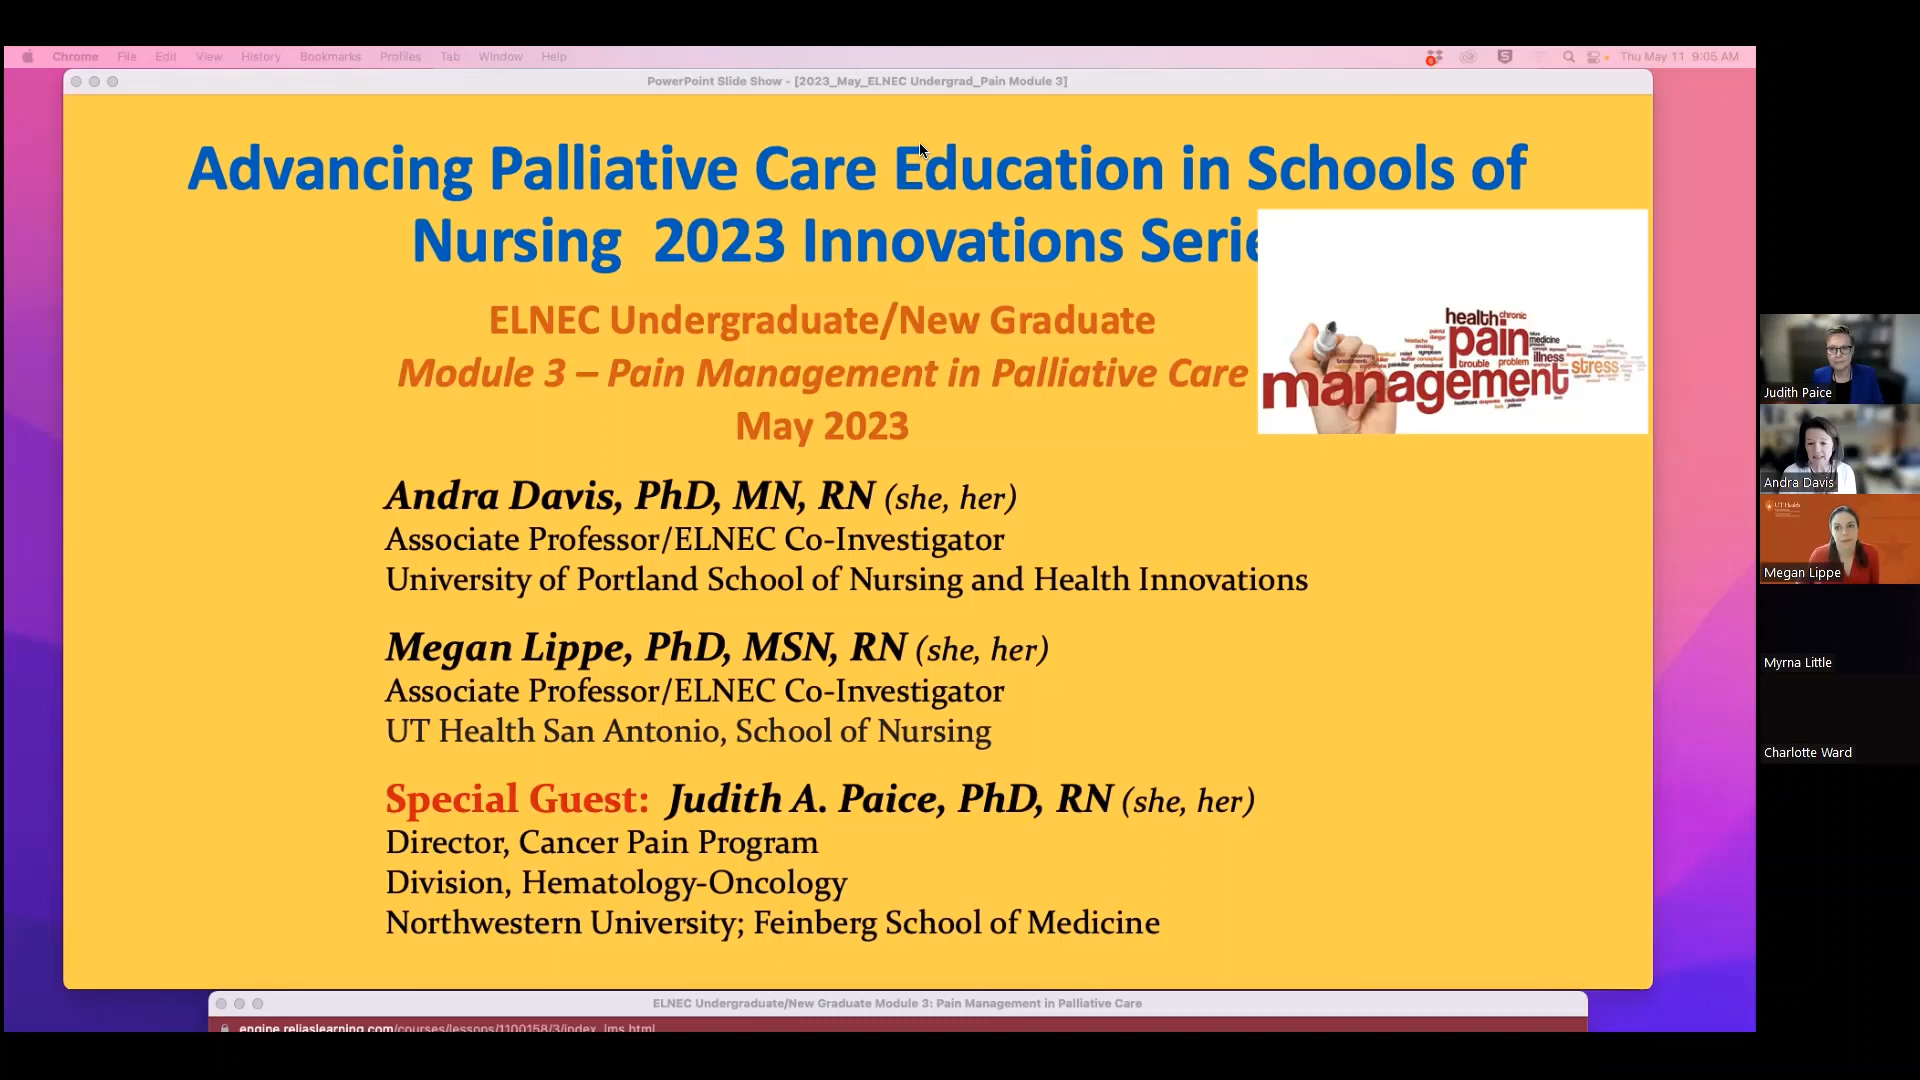 Chrome File Edit View History Bookmarks Profiles Tab Window Help Thu May 11 9:05 AM
PowerPoint Slide Show - [2023_May_ELNEC Undergrad_Pain Module 3]
Advancing Palliative Care Education in Schools of
Nursing 2023 Innovations Serie
ELNEC Undergraduate/New Graduate
Module 3 – Pain Management in Palliative Care
May 2023
health chronic
pain medicine
trouble problem illness stress
management
Andra Davis, PhD, MN, RN (she, her)
Associate Professor/ELNEC Co-Investigator
University of Portland School of Nursing and Health Innovations
Megan Lippe, PhD, MSN, RN (she, her)
Associate Professor/ELNEC Co-Investigator
UT Health San Antonio, School of Nursing
Special Guest: Judith A. Paice, PhD, RN (she, her)
Director, Cancer Pain Program
Division, Hematology-Oncology
Northwestern University; Feinberg School of Medicine
ELNEC Undergraduate/New Graduate Module 3: Pain Management in Palliative Care
engine.reliaslearning.com/courses/lessons/1100158/3/index_lms.html
Judith Paice
Andra Davis
UT Health
Megan Lippe
Myrna Little
Charlotte Ward